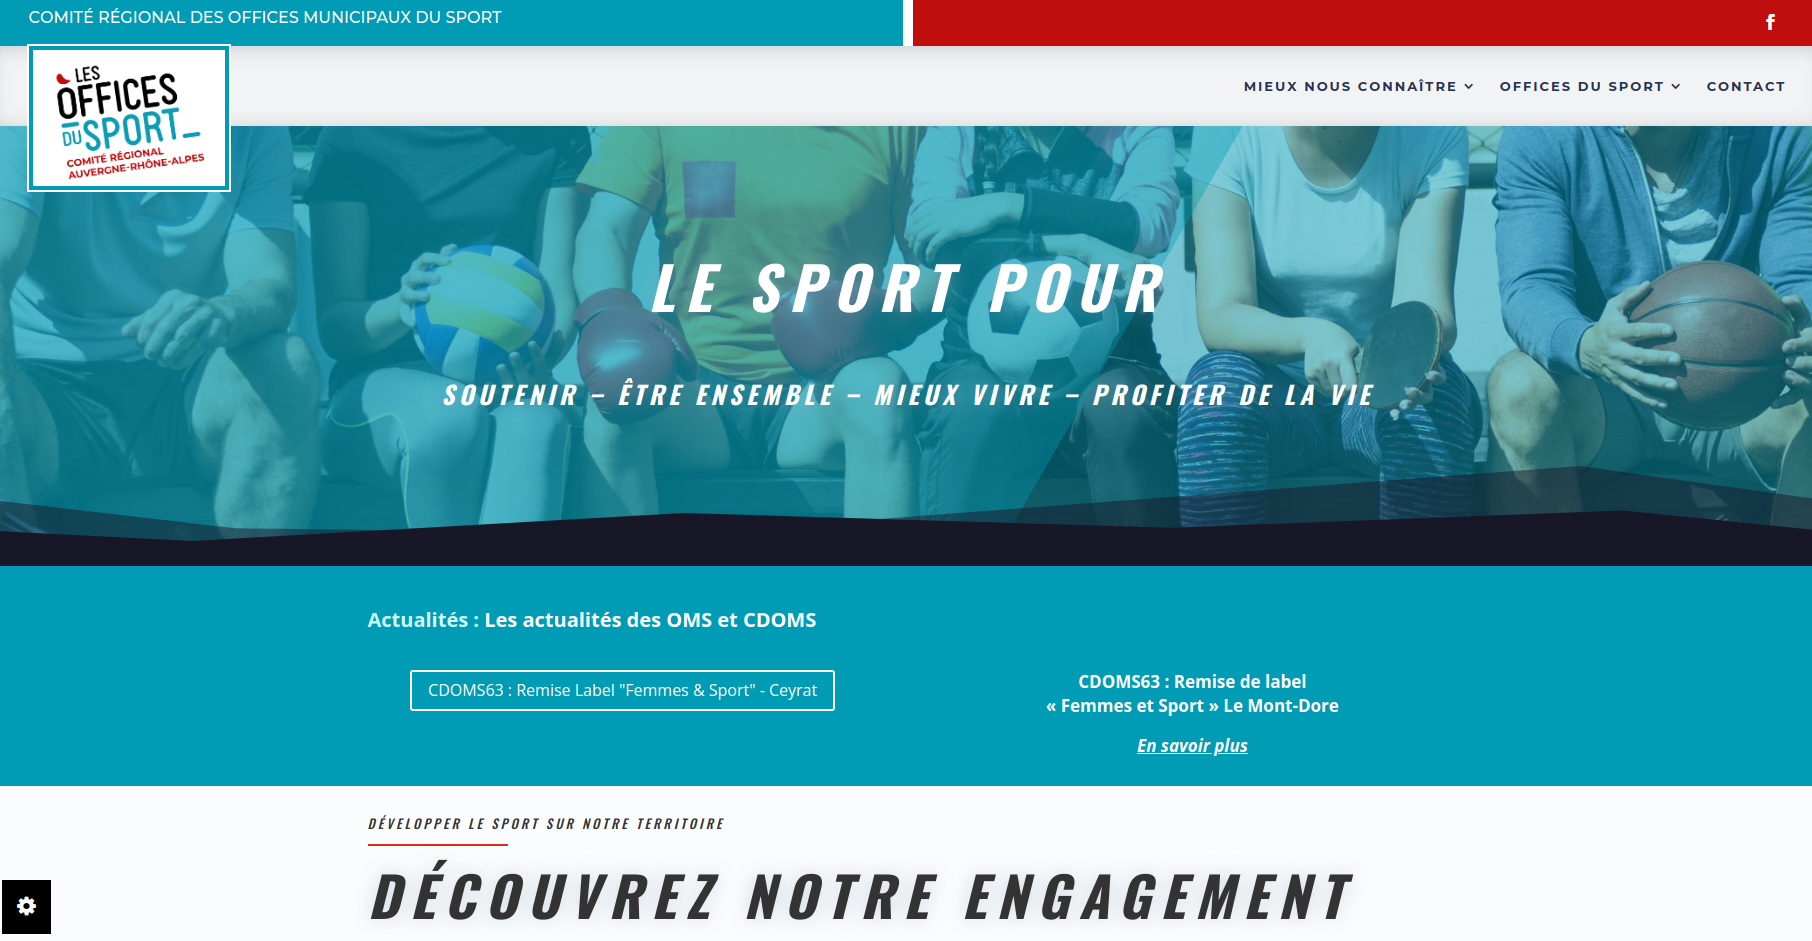 COMITÉ RÉGIONAL DES OFFICES MUNICIPAUX DU SPORT
LES
OFFICES
DU SPORT_
COMITÉ RÉGIONAL
AUVERGNE-RHÔNE-ALPES
MIEUX NOUS CONNAÎTRE
OFFICES DU SPORT
CONTACT
LE SPORT POUR
SOUTENIR – ÊTRE ENSEMBLE – MIEUX VIVRE – PROFITER DE LA VIE
Actualités : Les actualités des OMS et CDOMS
CDOMS63 : Remise Label "Femmes & Sport" - Ceyrat
CDOMS63 : Remise de label
« Femmes et Sport » Le Mont-Dore
En savoir plus
DÉVELOPPER LE SPORT SUR NOTRE TERRITOIRE
DÉCOUVREZ NOTRE ENGAGEMENT